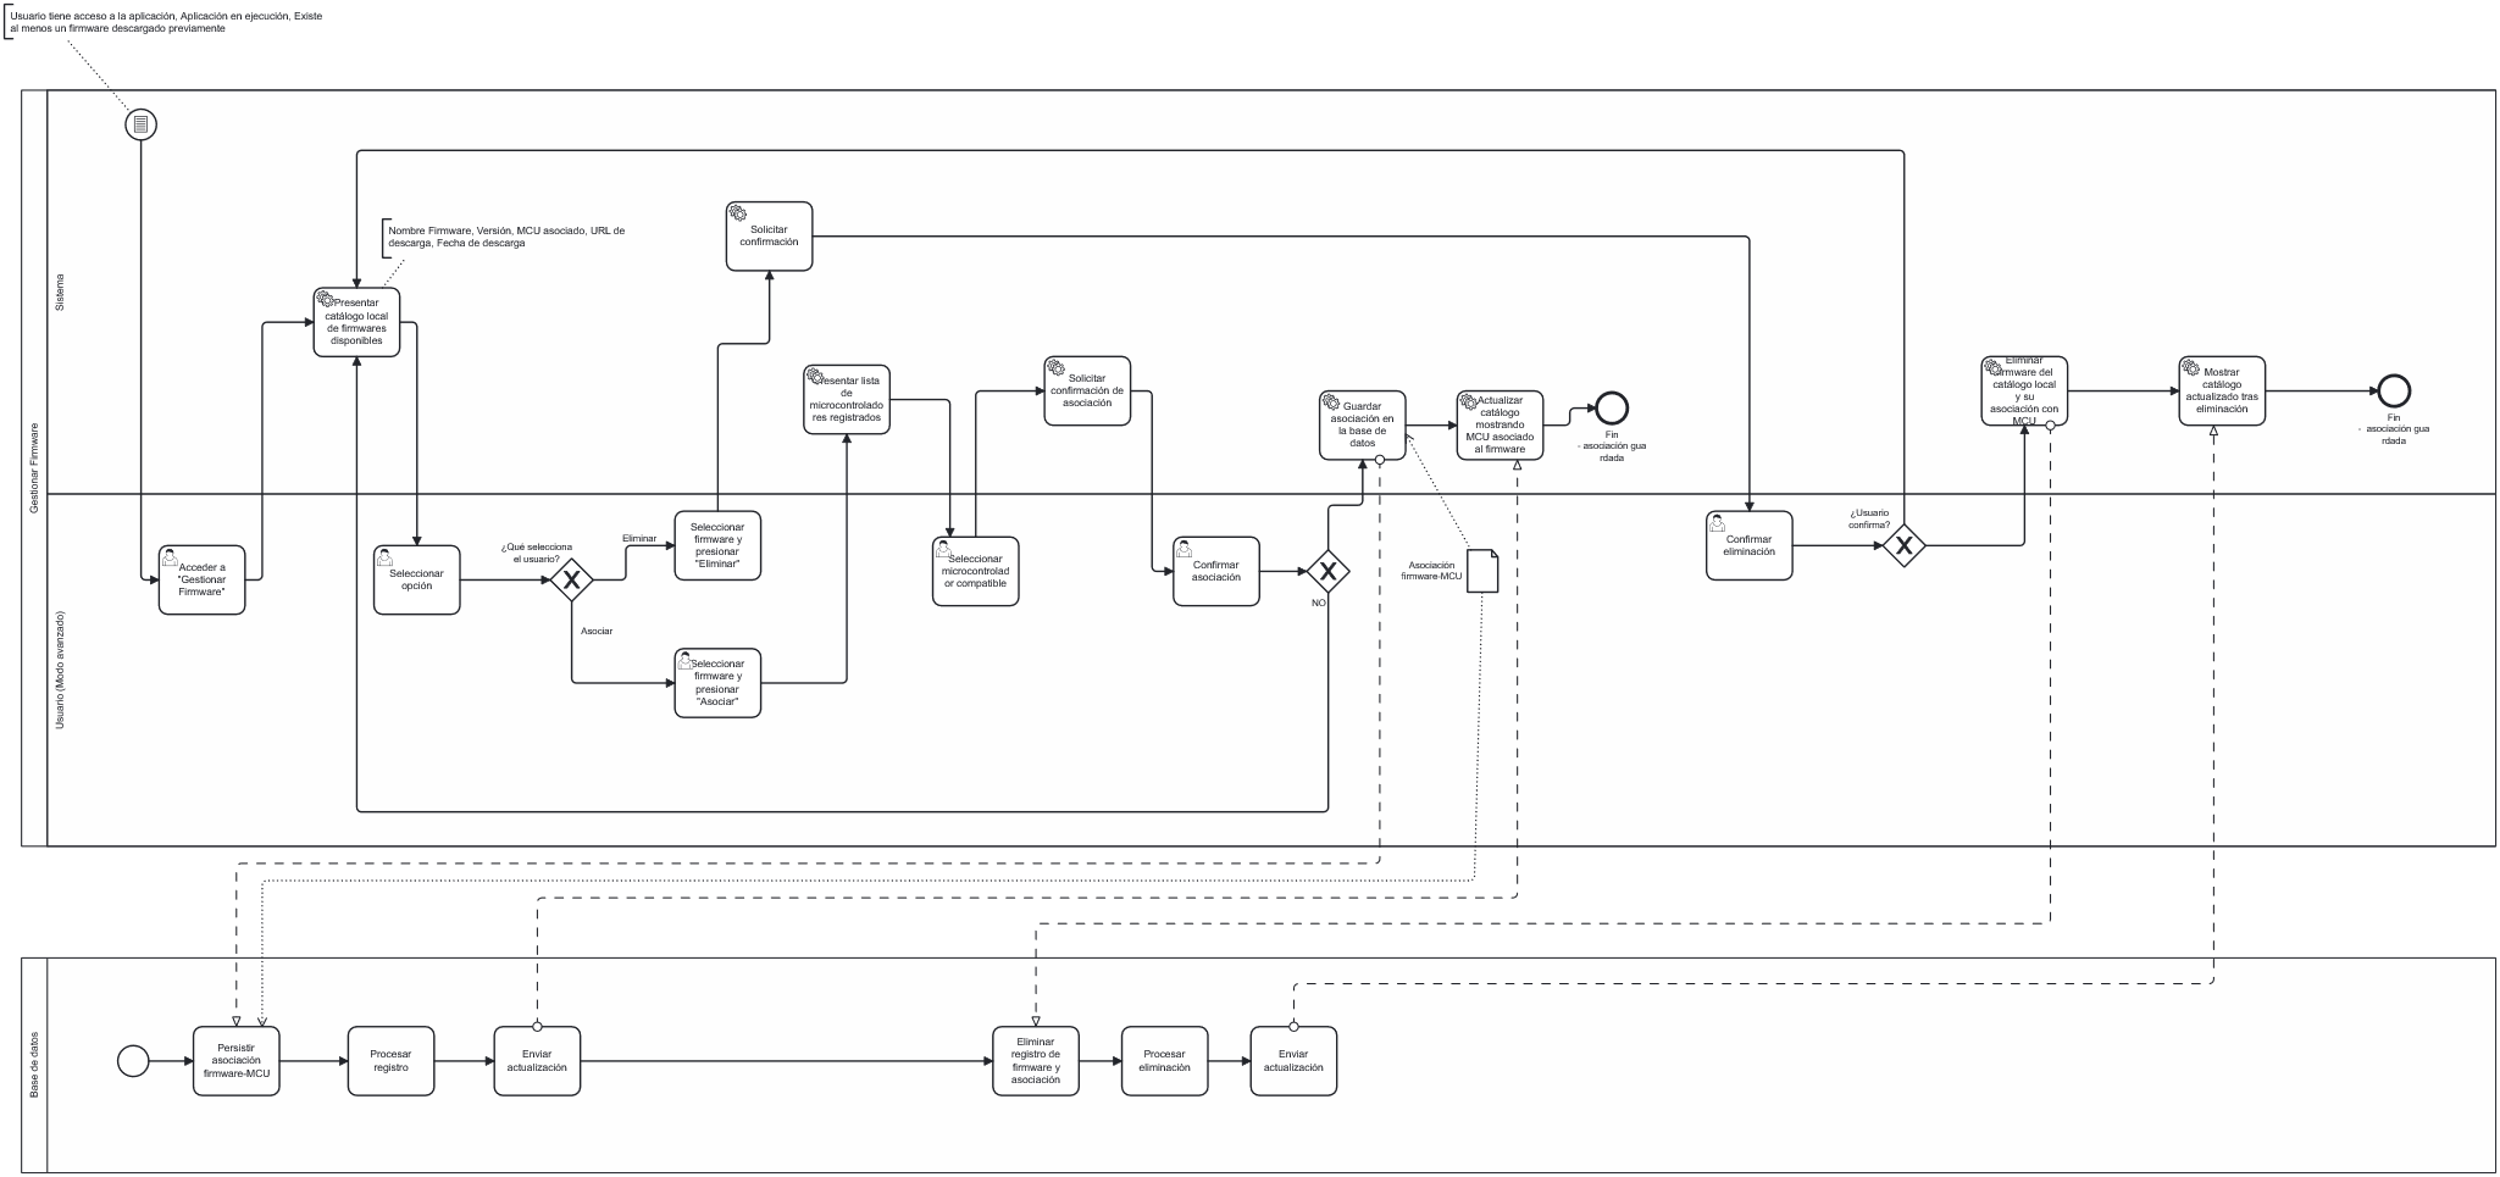 Usuario tiene acceso a la aplicación, Aplicación en ejecución, Existe
al menos un firmware descargado previamente
Gestionar Firmware
Sistema
Nombre Firmware, Versión, MCU asociado, URL de
descarga, Fecha de descarga
Presentar
catálogo local
de firmwares
disponibles
Solicitar
confirmación
Presentar lista
de
microcontrolado
res registrados
Solicitar
confirmación de
asociación
Guardar
asociación en
la base de
datos
Actualizar
catálogo
mostrando
MCU asociado
al firmware
Fin
- asociación gua
rdada
Eliminar
firmware del
catálogo local
y su
asociación con
MCU
Mostrar
catálogo
actualizado tras
eliminación
Fin
- asociación gua
rdada
Usuario (Modo avanzado)
Acceder a
"Gestionar
Firmware"
Seleccionar
opción
¿Qué selecciona
el usuario?
Eliminar
Asociar
Seleccionar
firmware y
presionar
"Eliminar"
Seleccionar
firmware y
presionar
"Asociar"
Seleccionar
microcontrolad
or compatible
Confirmar
asociación
NO
Asociación
firmware-MCU
Confirmar
eliminación
¿Usuario
confirma?
Base de datos
Persistir
asociación
firmware-MCU
Procesar
registro
Enviar
actualización
Eliminar
registro de
firmware y
asociación
Procesar
eliminación
Enviar
actualización